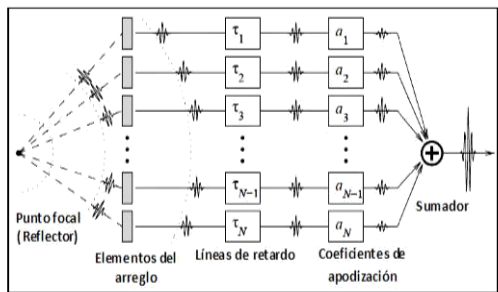 τ1 a1
τ2 a2
τ3 a3
τN-1 aN-1
τN aN
Punto focal
(Reflector)
Sumador
Elementos del
arreglo
Líneas de retardo
Coeficientes de
apodización